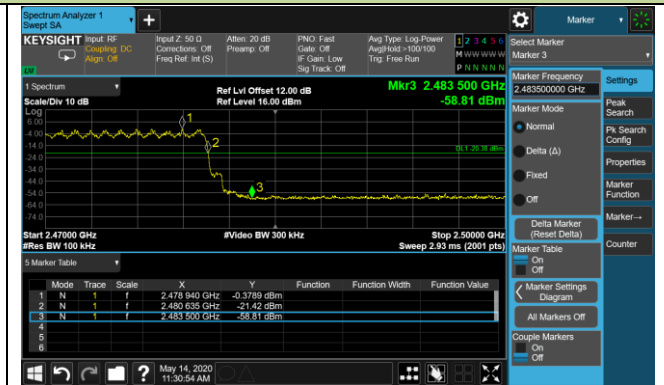 Spectrum Analyzer 1
Swept SA
+
Marker
KEYSIGHT
Input: RF
Coupling: DC
Align: Off
Input Z: 50 Ω
Corrections: Off
Freq Ref: Int (S)
Atten: 20 dB
Preamp: Off
PNO: Fast
Gate: Off
IF Gain: Low
Sig Track: Off
Avg Type: Log-Power
Avg|Hold:>100/100
Trig: Free Run
1 2 3 4 5 6
M W W W W W
P N N N N N
Select Marker
Marker 3
1 Spectrum
Scale/Div 10 dB
Ref Lvl Offset 12.00 dB
Ref Level 16.00 dBm
Mkr3 2.483 500 GHz
-58.81 dBm
Log
6.00
-4.00
-14.0
-24.0
-34.0
-44.0
-54.0
-64.0
-74.0
1
2
3
DL1 -20.38 dBm
Start 2.47000 GHz
#Res BW 100 kHz
#Video BW 300 kHz
Stop 2.50000 GHz
Sweep 2.93 ms (2001 pts)
5 Marker Table
Mode Trace Scale X Y Function Function Width Function Value
1 N 1 f 2.478 940 GHz -0.3789 dBm
2 N 1 f 2.480 635 GHz -21.42 dBm
3 N 1 f 2.483 500 GHz -58.81 dBm
4
5
6
Marker Frequency
2.483500000 GHz
Marker Mode
Normal
Delta (Δ)
Fixed
Off
Delta Marker
(Reset Delta)
Marker Table
On
Off
Marker Settings
Diagram
All Markers Off
Couple Markers
On
Off
Settings
Peak
Search
Pk Search
Config
Properties
Marker
Function
Marker→
Counter
?
May 14, 2020
11:30:54 AM